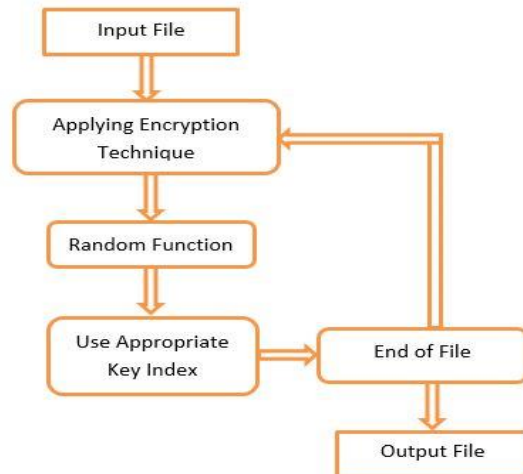 Input File
Applying Encryption
Technique
Random Function
Use Appropriate
Key Index
End of File
Output File